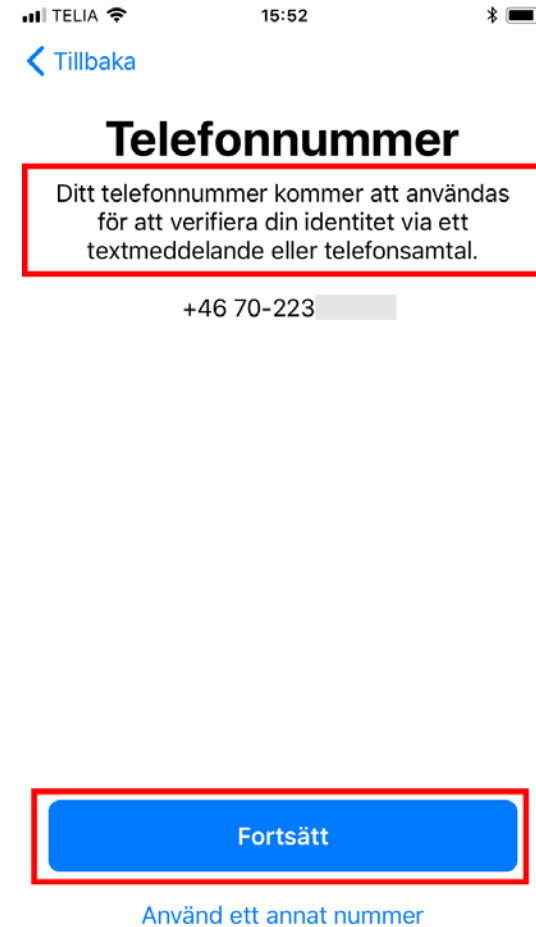 TELIA 15:52
Tillbaka
Telefonnummer
Ditt telefonnummer kommer att användas
för att verifiera din identitet via ett
textmeddelande eller telefonsamtal.
+46 70-223
Fortsätt
Använd ett annat nummer